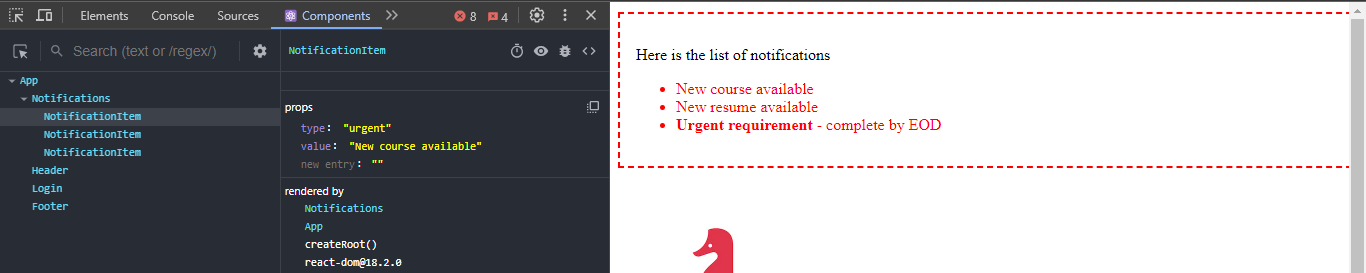 Elements Console Sources Components 8 4
Search (text or /regex/)
App
Notifications
NotificationItem
NotificationItem
NotificationItem
Header
Login
Footer
NotificationItem
props
type: "urgent"
value: "New course available"
new entry: ""
rendered by
Notifications
App
createRoot()
react-dom@18.2.0
Here is the list of notifications
New course available
New resume available
Urgent requirement - complete by EOD